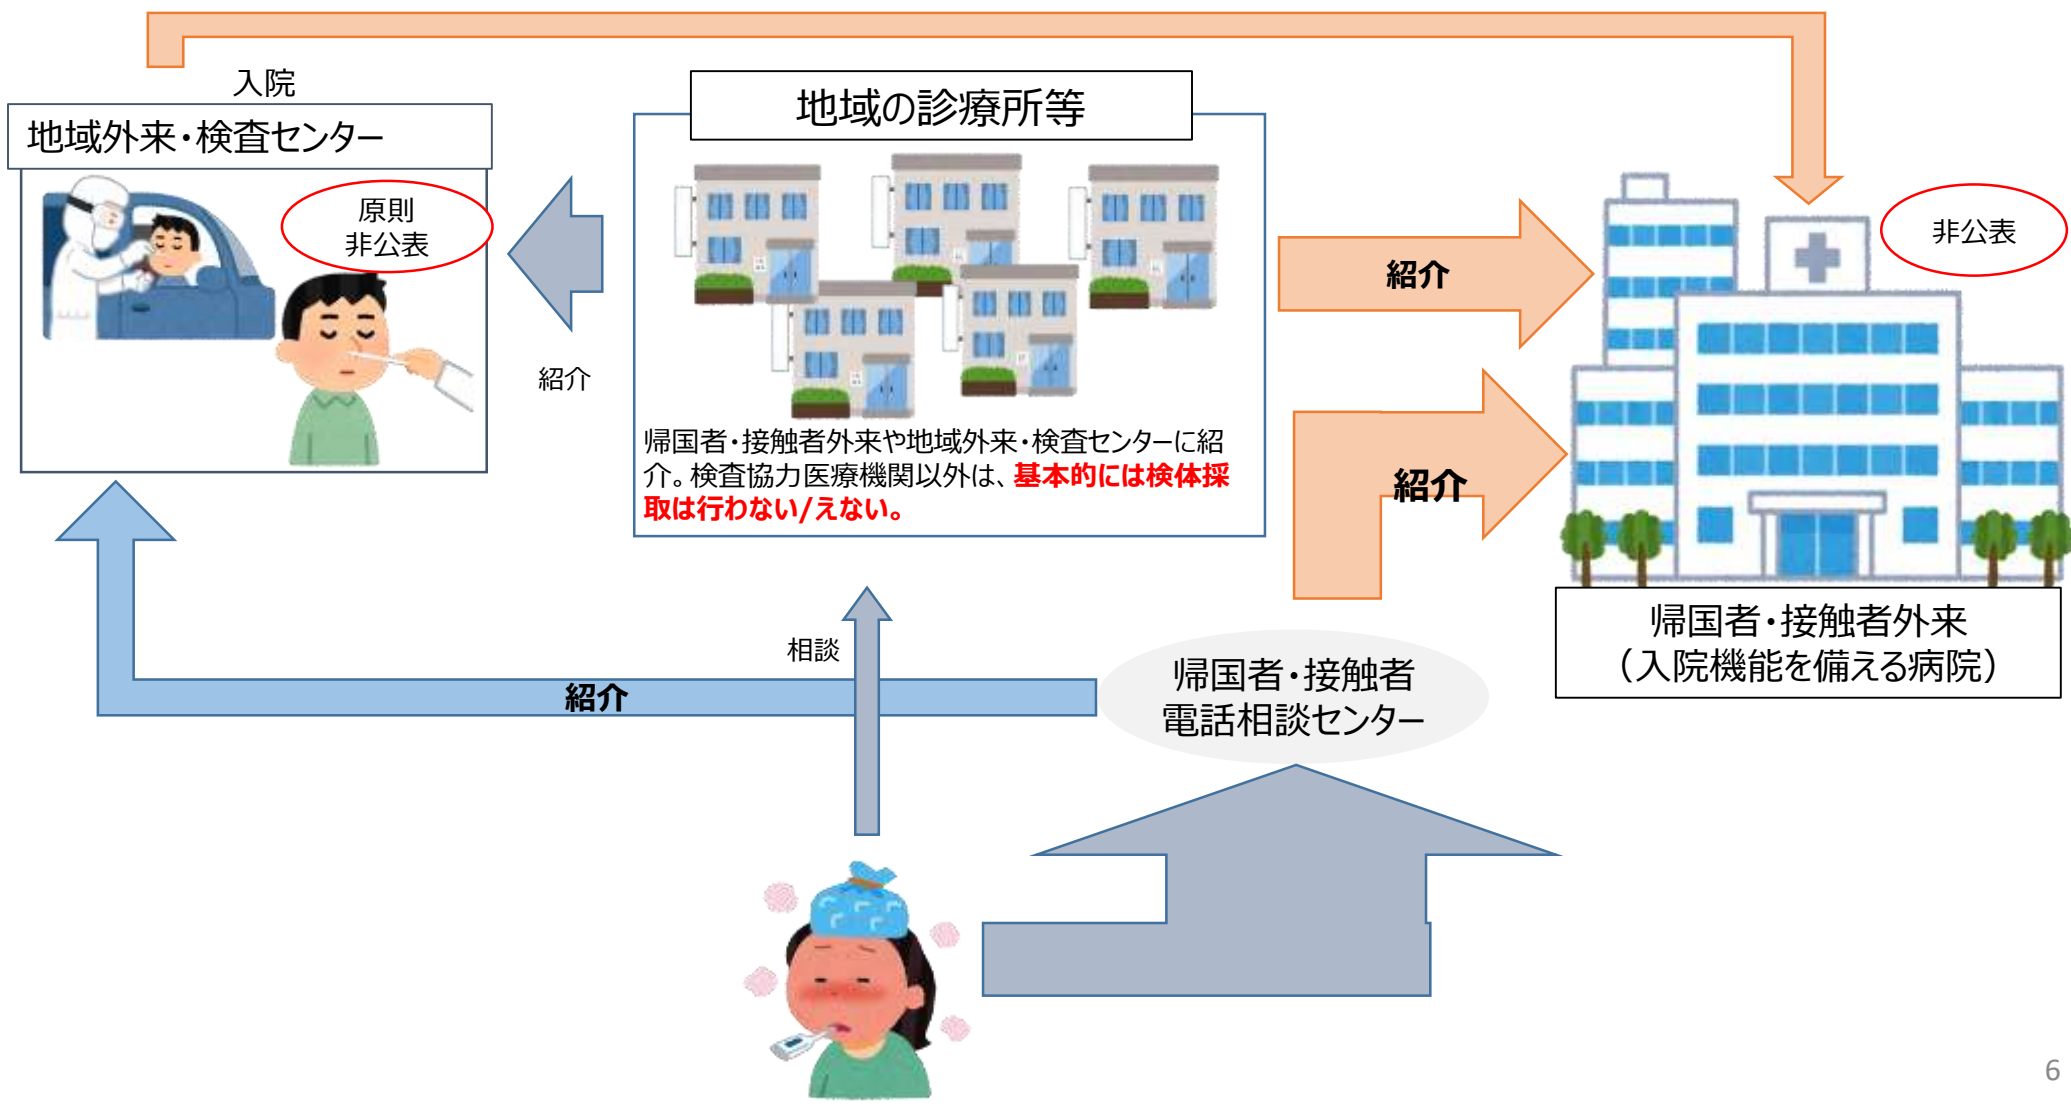 入院
地域外来・検査センター
原則
非公表
地域の診療所等
紹介
帰国者・接触者外来や地域外来・検査センターに紹
介。検査協力医療機関以外は、基本的には検体採
取は行わない/えない。
紹介
非公表
紹介
帰国者・接触者外来
（入院機能を備える病院）
相談
紹介
帰国者・接触者
電話相談センター
6